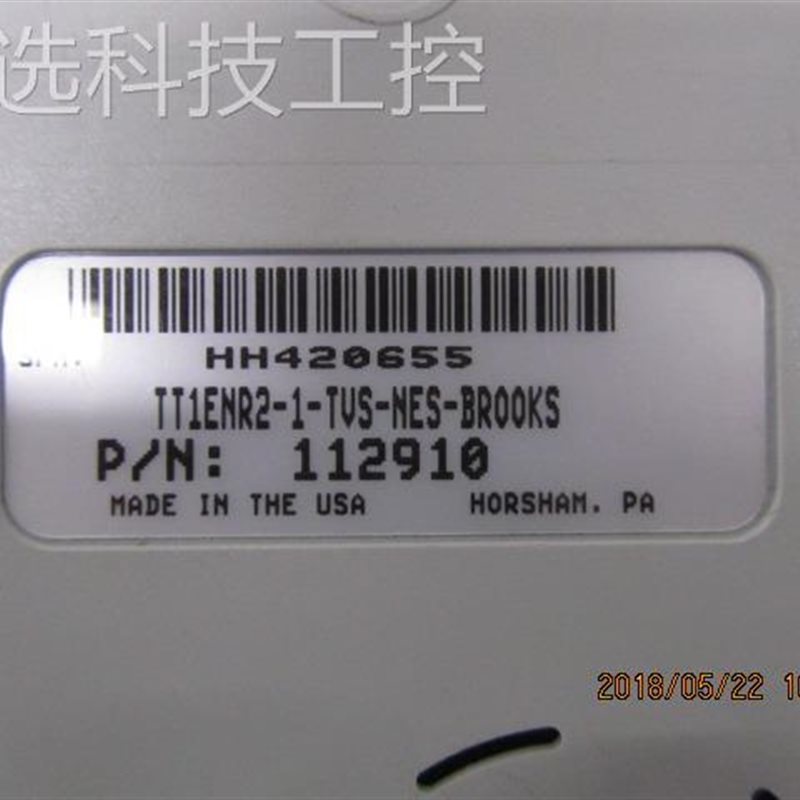 选科技工控
HH420655
TT1ENR2-1-TVS-NES-BROOKS
P/N: 112910
MADE IN THE USA HORSHAM, PA
2018/05/22